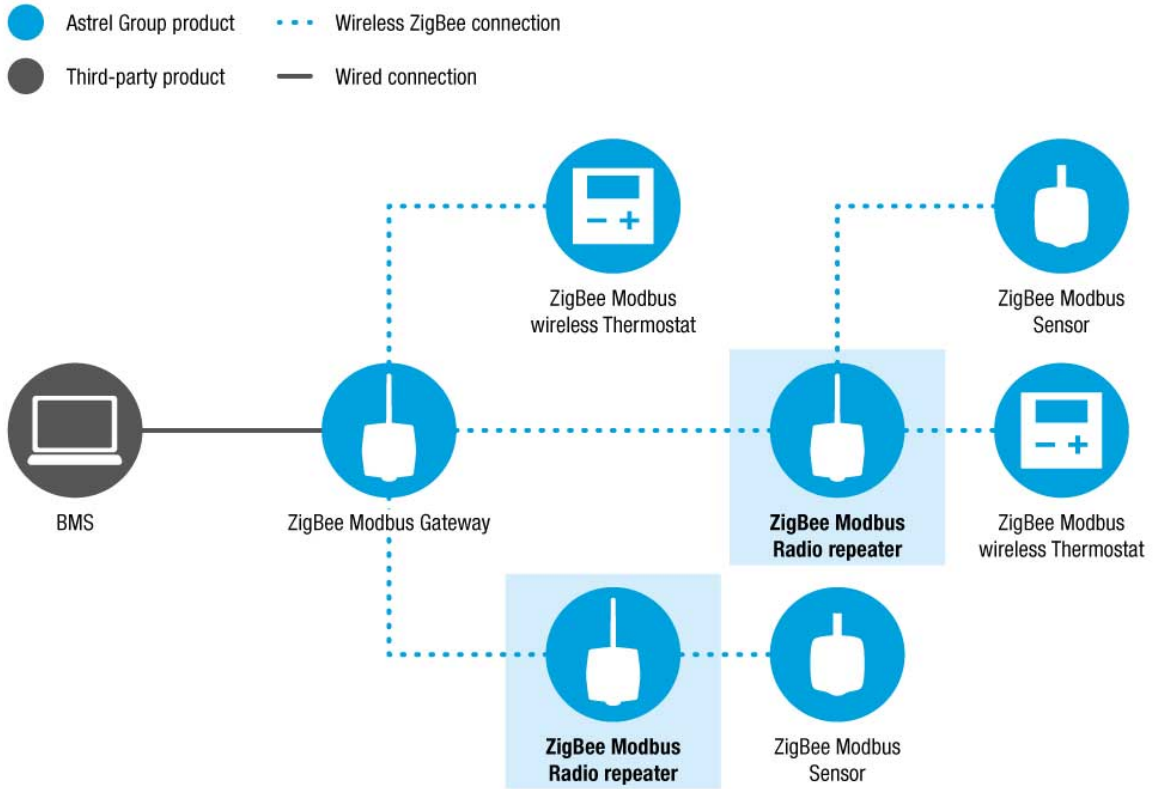 Astrel Group product
Wireless ZigBee connection
Third-party product
Wired connection
ZigBee Modbus
wireless Thermostat
ZigBee Modbus
Sensor
BMS
ZigBee Modbus Gateway
ZigBee Modbus
Radio repeater
ZigBee Modbus
wireless Thermostat
ZigBee Modbus
Radio repeater
ZigBee Modbus
Sensor